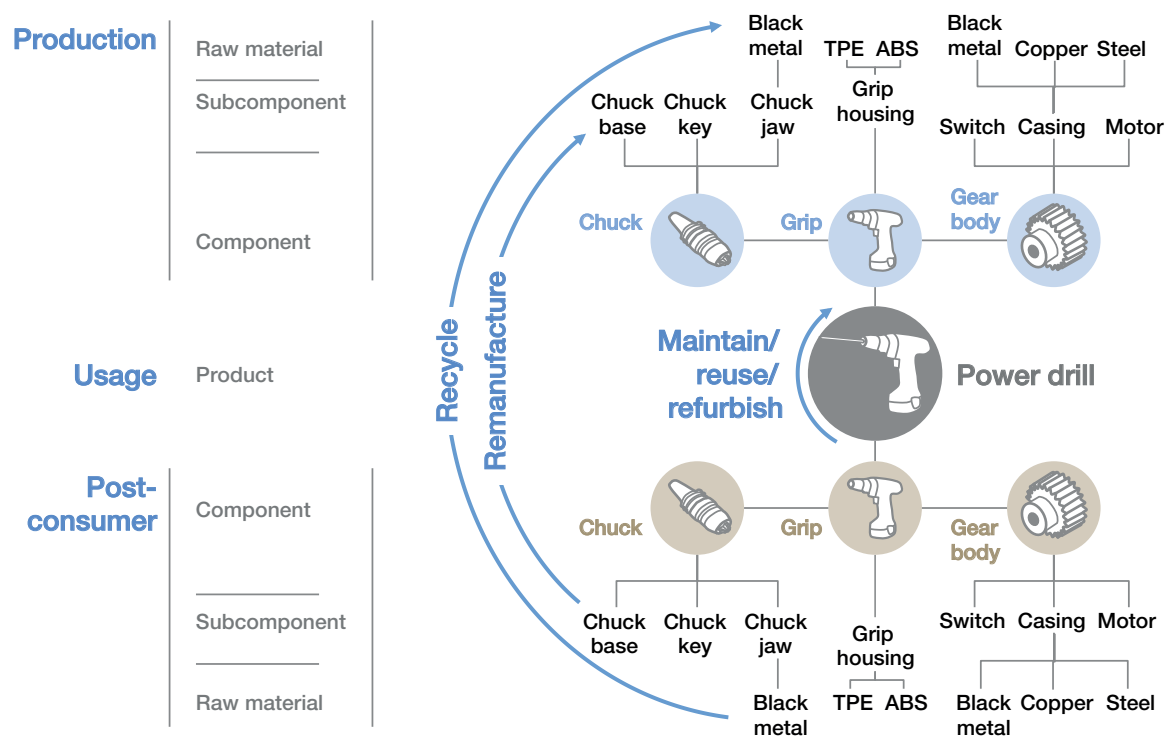 Production
Raw material
Subcomponent
Component
Black
metal
TPE ABS
Black
metal
Copper Steel
Chuck
base
Chuck
key
Chuck
jaw
Grip
housing
Switch Casing Motor
Chuck
Grip
Gear
body
Recycle
Remanufacture
Usage
Product
Maintain/
reuse/
refurbish
Power drill
Post-
consumer
Component
Subcomponent
Raw material
Chuck
Grip
Gear
body
Chuck
base
Chuck
key
Chuck
jaw
Grip
housing
Switch Casing Motor
Black
metal
TPE ABS
Black
metal
Copper Steel